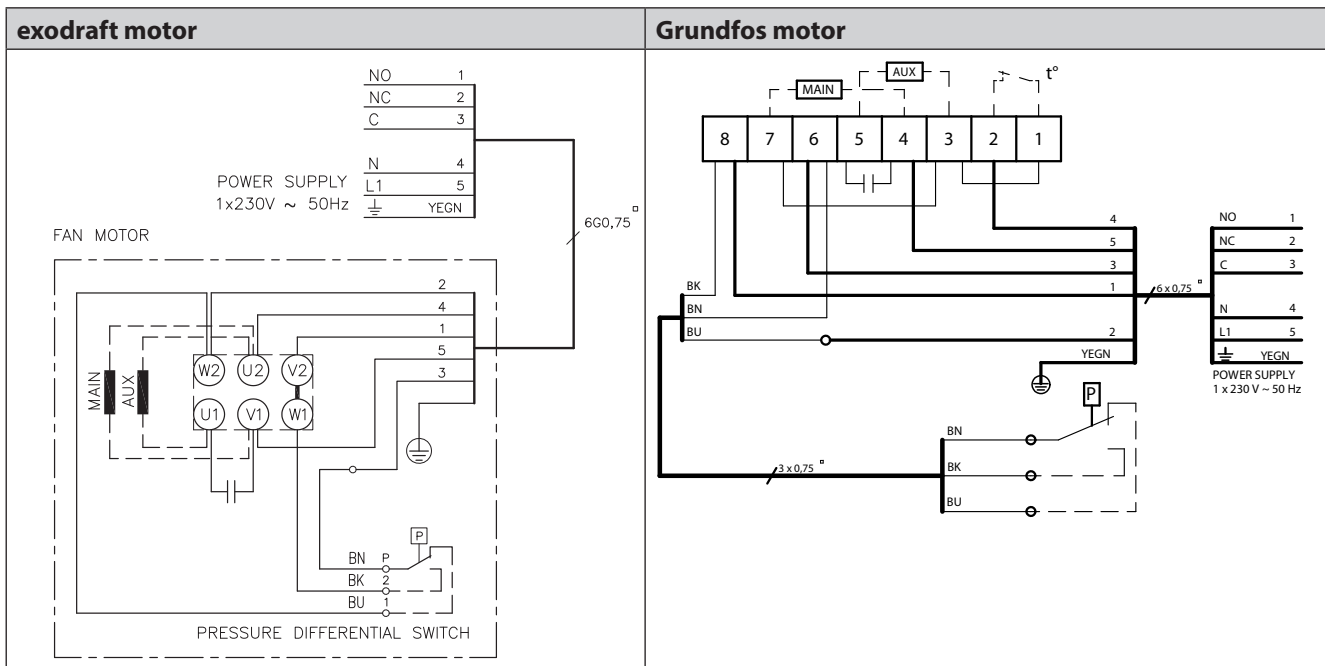 exodraft motor
NO 1
NC 2
C 3
N 4
POWER SUPPLY L1 5
1x230V ~ 50Hz YEGN
6G0,75
FAN MOTOR
2
4
1
5
3
MAIN
AUX
W2 U2 V2
U1 V1 W1
P
BN P
BK 2
BU 1
PRESSURE DIFFERENTIAL SWITCH
Grundfos motor
AUX
MAIN
t°
8 7 6 5 4 3 2 1
4
5
3
1
2
YEGN
BK
BN
BU
6 x 0,75
NO 1
NC 2
C 3
N 4
L1 5
YEGN
POWER SUPPLY
1 x 230 V ~ 50 Hz
P
3 x 0,75
BN
BK
BU